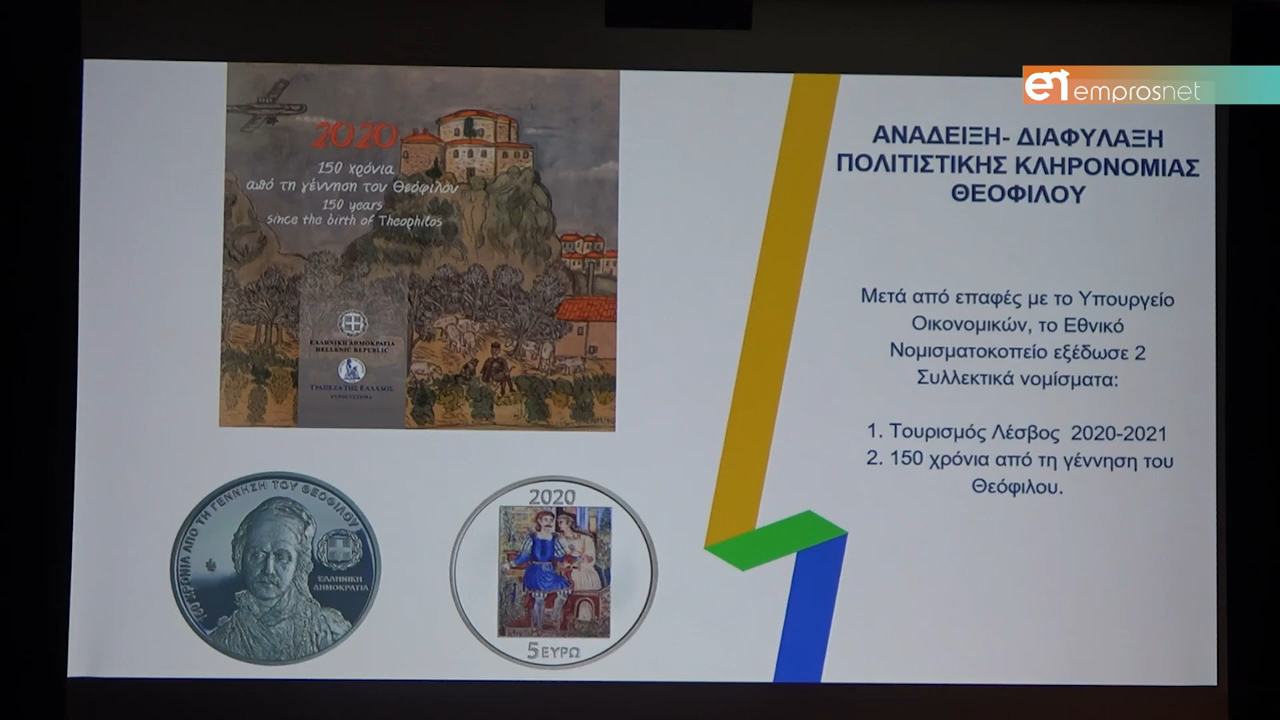 emprosnet
ΑΝΑΔΕΙΞΗ- ΔΙΑΦΥΛΑΞΗ
ΠΟΛΙΤΙΣΤΙΚΗΣ ΚΛΗΡΟΝΟΜΙΑΣ
ΘΕΟΦΙΛΟΥ
2020
150 χρόνια
από τη γέννηση του Θεόφιλου
150 years
since the birth of Theophilos
ΕΛΛΗΝΙΚΗ ΔΗΜΟΚΡΑΤΙΑ
HELLENIC REPUBLIC
ΤΡΑΠΕΖΑ ΤΗΣ ΕΛΛΑΔΟΣ
ΕΥΡΩΣΥΣΤΗΜΑ
Μετά από επαφές με το Υπουργείο
Οικονομικών, το Εθνικό
Νομισματοκοπείο εξέδωσε 2
Συλλεκτικά νομίσματα:
1. Τουρισμός Λέσβος 2020-2021
2. 150 χρόνια από τη γέννηση του
Θεόφιλου.
150 ΧΡΟΝΙΑ ΑΠΟ ΤΗ ΓΕΝΝΗΣΗ ΤΟΥ ΘΕΟΦΙΛΟΥ
ΕΛΛΗΝΙΚΗ
ΔΗΜΟΚΡΑΤΙΑ
2020
5 ΕΥΡΩ